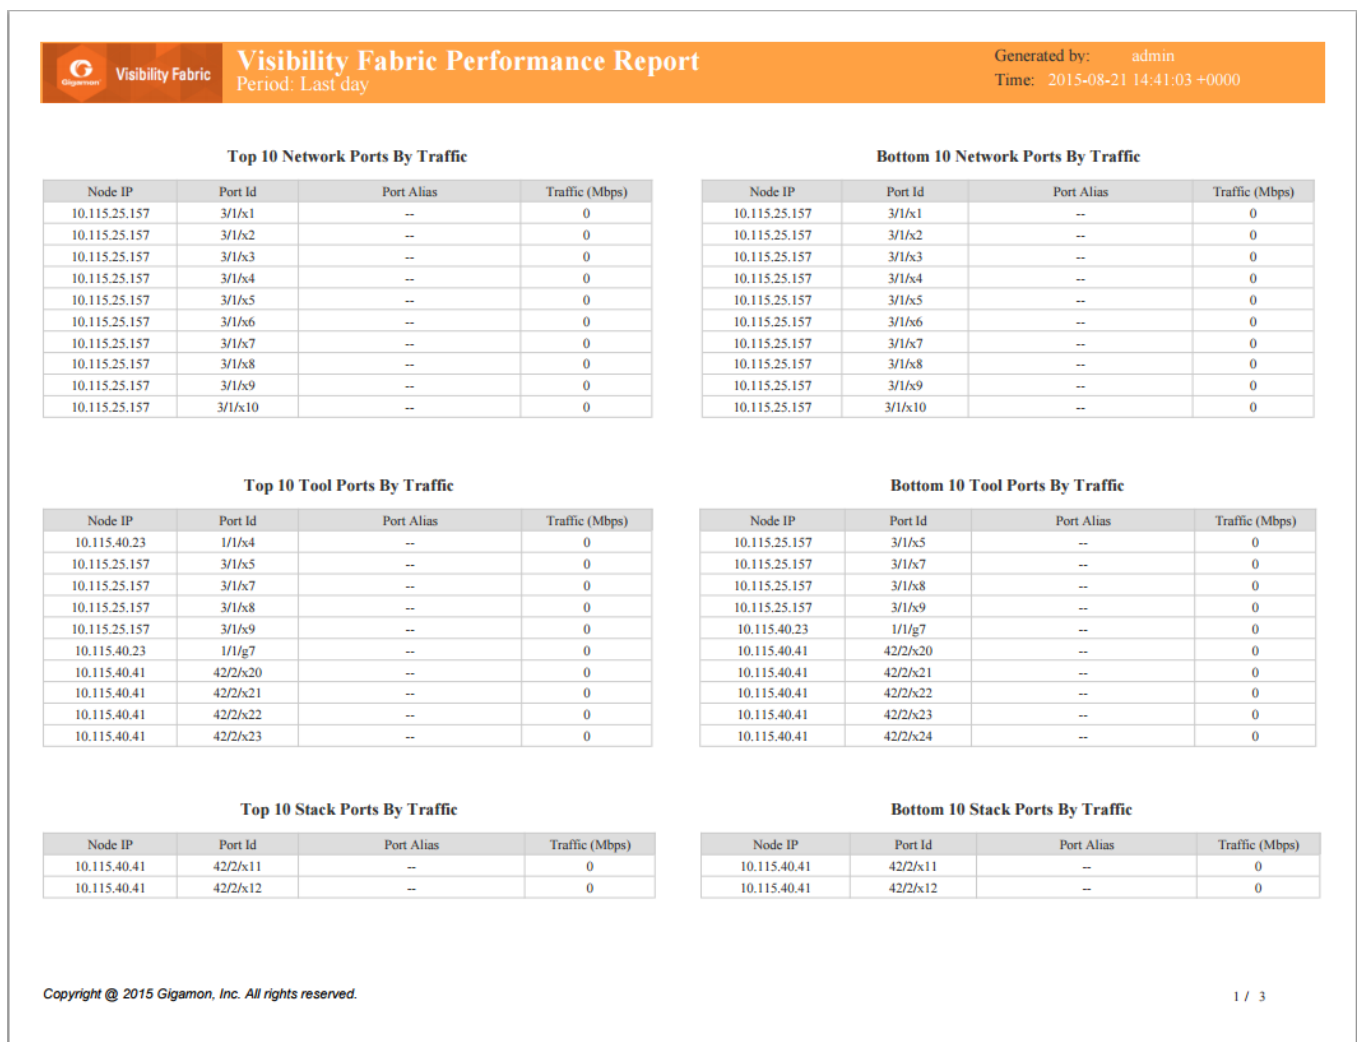 Gigamon
Visibility Fabric
Visibility Fabric Performance Report
Period: Last day
Generated by: admin
Time: 2015-08-21 14:41:03 +0000
Top 10 Network Ports By Traffic
Node IP Port Id Port Alias Traffic (Mbps)
10.115.25.157 3/1/x1 -- 0
10.115.25.157 3/1/x2 -- 0
10.115.25.157 3/1/x3 -- 0
10.115.25.157 3/1/x4 -- 0
10.115.25.157 3/1/x5 -- 0
10.115.25.157 3/1/x6 -- 0
10.115.25.157 3/1/x7 -- 0
10.115.25.157 3/1/x8 -- 0
10.115.25.157 3/1/x9 -- 0
10.115.25.157 3/1/x10 -- 0
Bottom 10 Network Ports By Traffic
Node IP Port Id Port Alias Traffic (Mbps)
10.115.25.157 3/1/x1 -- 0
10.115.25.157 3/1/x2 -- 0
10.115.25.157 3/1/x3 -- 0
10.115.25.157 3/1/x4 -- 0
10.115.25.157 3/1/x5 -- 0
10.115.25.157 3/1/x6 -- 0
10.115.25.157 3/1/x7 -- 0
10.115.25.157 3/1/x8 -- 0
10.115.25.157 3/1/x9 -- 0
10.115.25.157 3/1/x10 -- 0
Top 10 Tool Ports By Traffic
Node IP Port Id Port Alias Traffic (Mbps)
10.115.40.23 1/1/x4 -- 0
10.115.25.157 3/1/x5 -- 0
10.115.25.157 3/1/x7 -- 0
10.115.25.157 3/1/x8 -- 0
10.115.25.157 3/1/x9 -- 0
10.115.40.23 1/1/g7 -- 0
10.115.40.41 42/2/x20 -- 0
10.115.40.41 42/2/x21 -- 0
10.115.40.41 42/2/x22 -- 0
10.115.40.41 42/2/x23 -- 0
Bottom 10 Tool Ports By Traffic
Node IP Port Id Port Alias Traffic (Mbps)
10.115.25.157 3/1/x5 -- 0
10.115.25.157 3/1/x7 -- 0
10.115.25.157 3/1/x8 -- 0
10.115.25.157 3/1/x9 -- 0
10.115.40.23 1/1/g7 -- 0
10.115.40.41 42/2/x20 -- 0
10.115.40.41 42/2/x21 -- 0
10.115.40.41 42/2/x22 -- 0
10.115.40.41 42/2/x23 -- 0
10.115.40.41 42/2/x24 -- 0
Top 10 Stack Ports By Traffic
Node IP Port Id Port Alias Traffic (Mbps)
10.115.40.41 42/2/x11 -- 0
10.115.40.41 42/2/x12 -- 0
Bottom 10 Stack Ports By Traffic
Node IP Port Id Port Alias Traffic (Mbps)
10.115.40.41 42/2/x11 -- 0
10.115.40.41 42/2/x12 -- 0
Copyright @ 2015 Gigamon, Inc. All rights reserved.
1 / 3